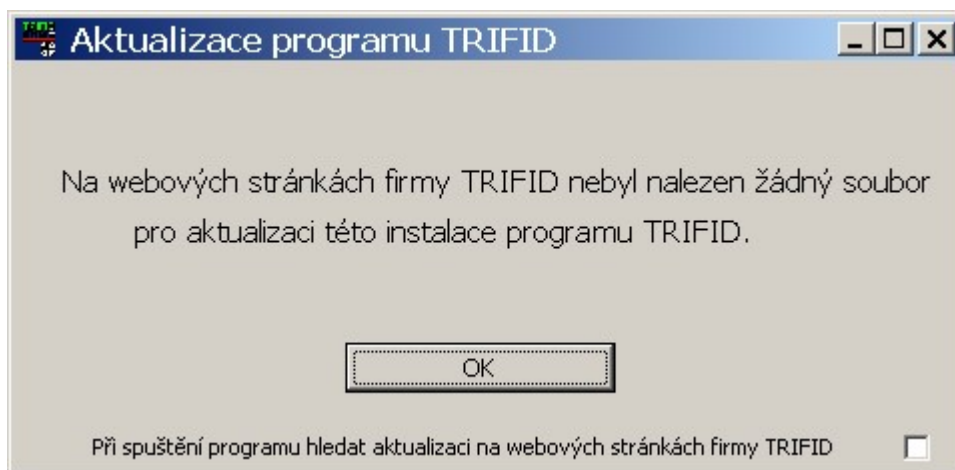 Aktualizace programu TRIFID
Na webových stránkách firmy TRIFID nebyl nalezen žádný soubor
pro aktualizaci této instalace programu TRIFID.
OK
Při spuštění programu hledat aktualizaci na webových stránkách firmy TRIFID